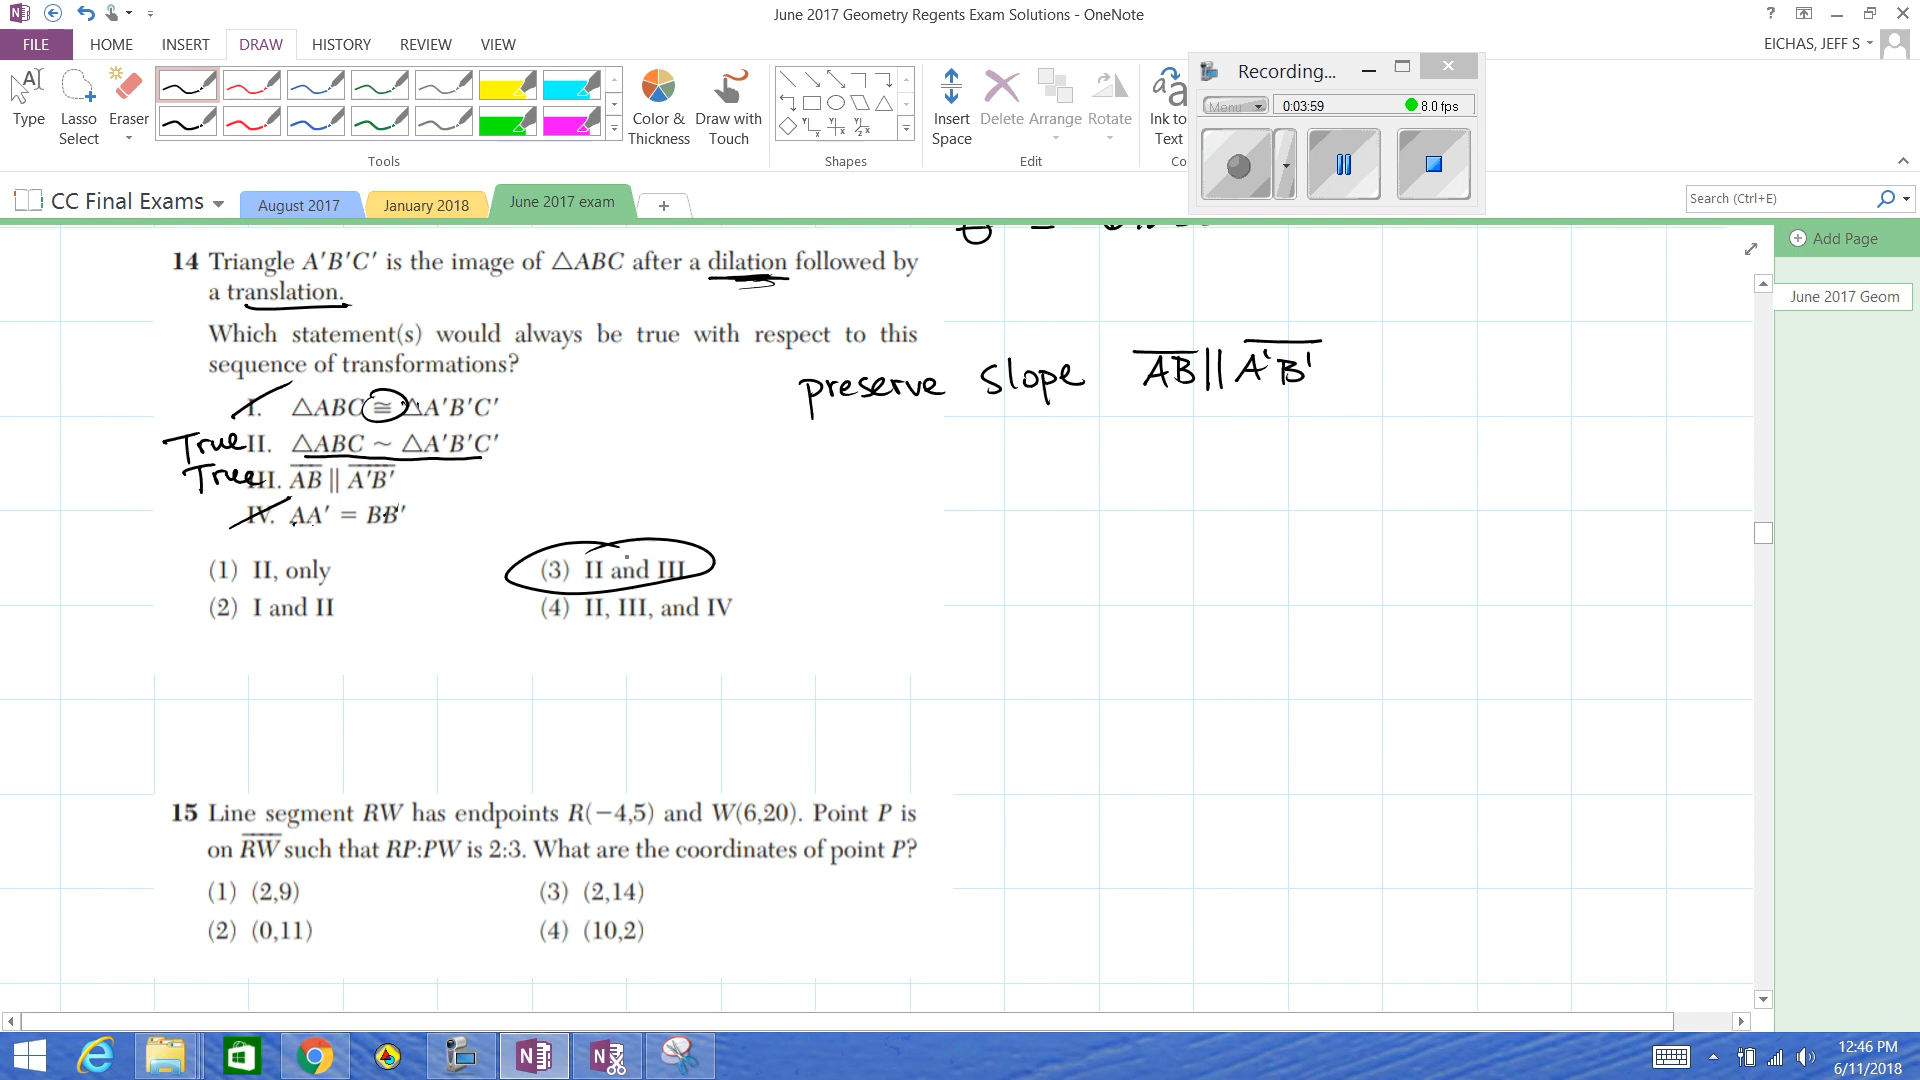 June 2017 Geometry Regents Exam Solutions - OneNote
FILE HOME INSERT DRAW HISTORY REVIEW VIEW
EICHAS, JEFF S
Recording...
Menu 0:03:59 8.0 fps
Type Lasso Select Eraser
Color & Thickness Draw with Touch
Insert Space Delete Arrange Rotate Ink to Text
Tools Shapes Edit Co
CC Final Exams August 2017 January 2018 June 2017 exam +
Search (Ctrl+E)
Add Page
June 2017 Geom
14 Triangle A′B′C′ is the image of △ABC after a dilation followed by
a translation.
Which statement(s) would always be true with respect to this
sequence of transformations?
preserve slope AB || A'B'
I. △ABC ≅ △A′B′C′
True II. △ABC ~ △A′B′C′
True III. AB || A′B′
IV. AA′ = BB′
(1) II, only (3) II and III
(2) I and II (4) II, III, and IV
15 Line segment RW has endpoints R(−4,5) and W(6,20). Point P is
on RW such that RP:PW is 2:3. What are the coordinates of point P?
(1) (2,9) (3) (2,14)
(2) (0,11) (4) (10,2)
12:46 PM
6/11/2018